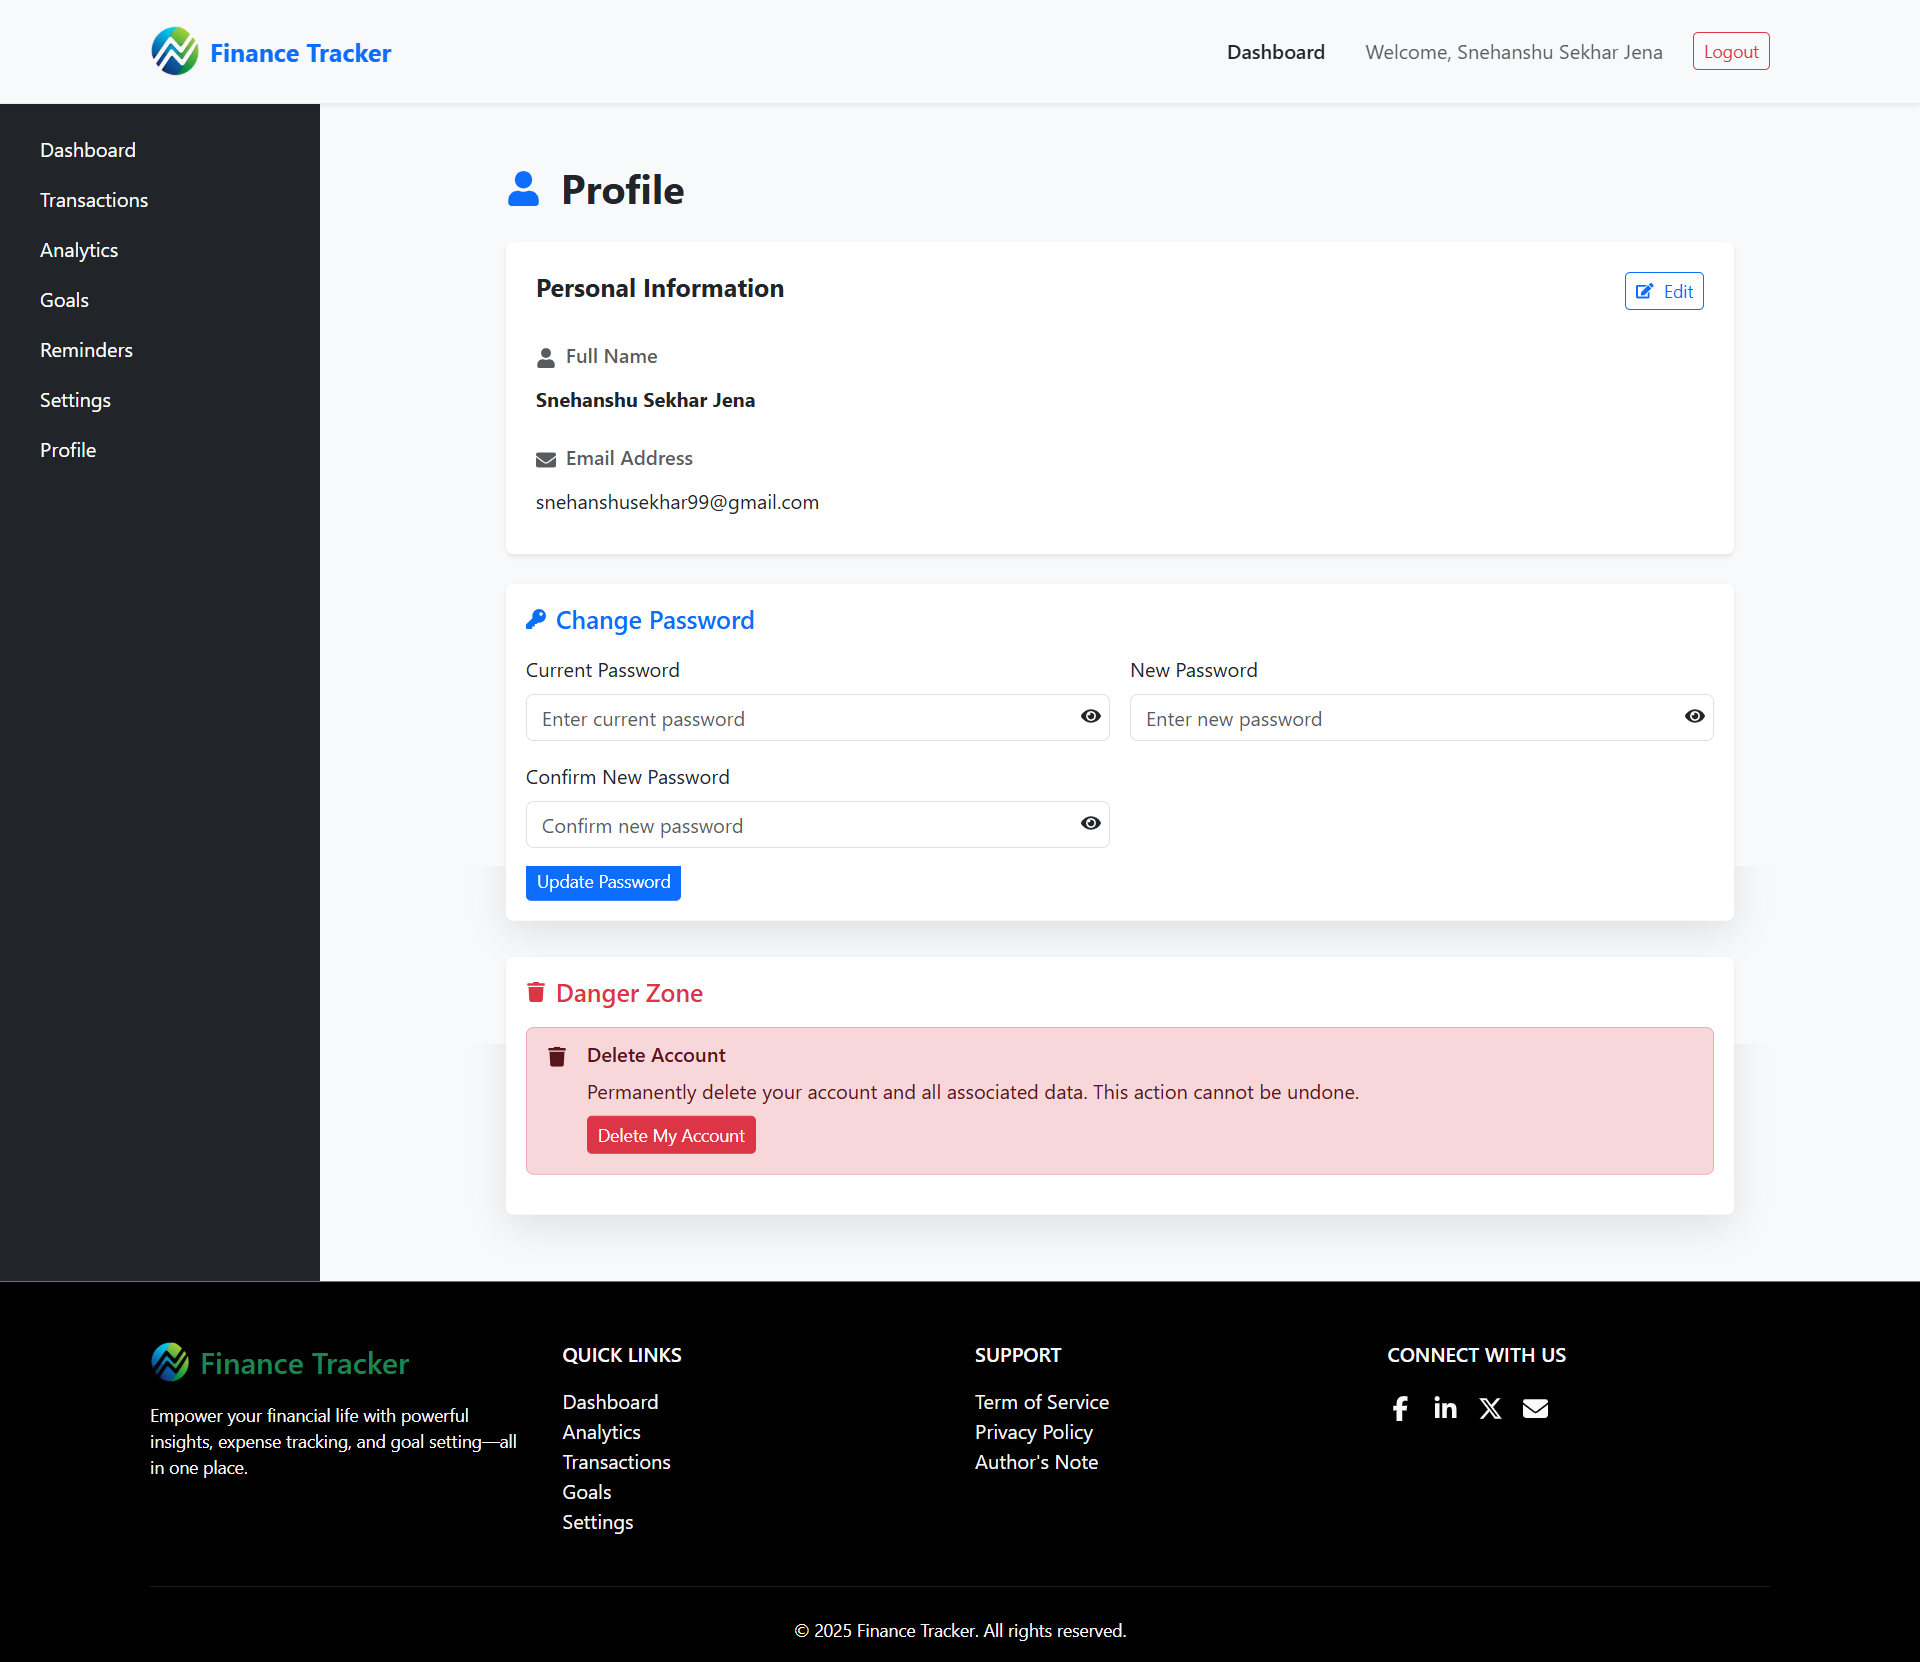 Finance Tracker
Dashboard
Welcome, Snehanshu Sekhar Jena
Logout
Dashboard
Transactions
Analytics
Goals
Reminders
Settings
Profile
Profile
Personal Information
Edit
Full Name
Snehanshu Sekhar Jena
Email Address
snehanshusekhar99@gmail.com
Change Password
Current Password
Enter current password
New Password
Enter new password
Confirm New Password
Confirm new password
Update Password
Danger Zone
Delete Account
Permanently delete your account and all associated data. This action cannot be undone.
Delete My Account
Finance Tracker
Empower your financial life with powerful
insights, expense tracking, and goal setting—all
in one place.
QUICK LINKS
Dashboard
Analytics
Transactions
Goals
Settings
SUPPORT
Term of Service
Privacy Policy
Author's Note
CONNECT WITH US
© 2025 Finance Tracker. All rights reserved.